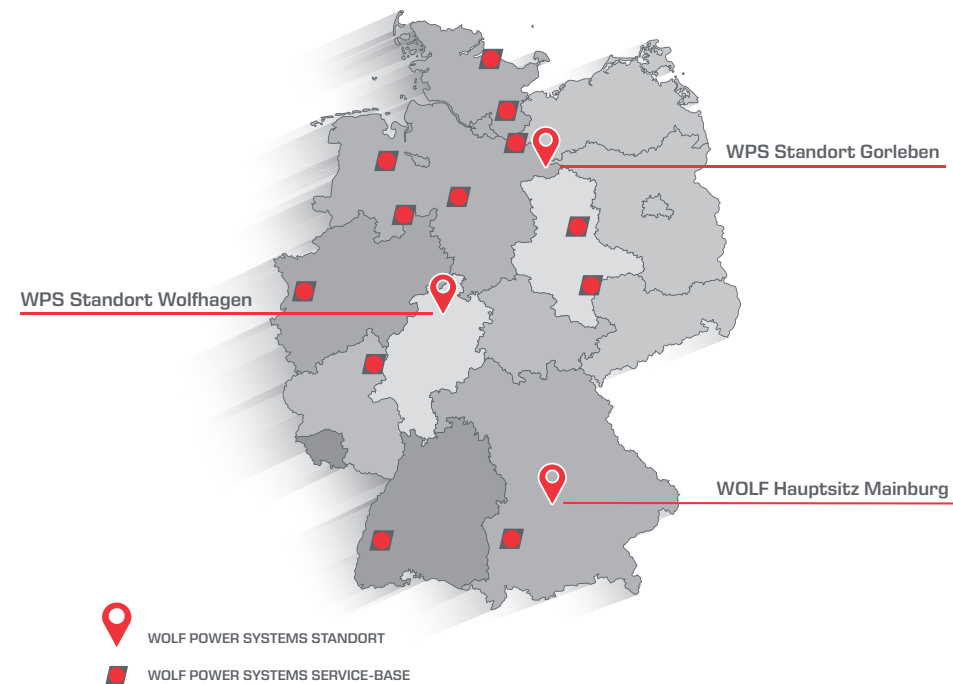 WPS Standort Gorleben
WPS Standort Wolfhagen
WOLF Hauptsitz Mainburg
WOLF POWER SYSTEMS STANDORT
WOLF POWER SYSTEMS SERVICE-BASE